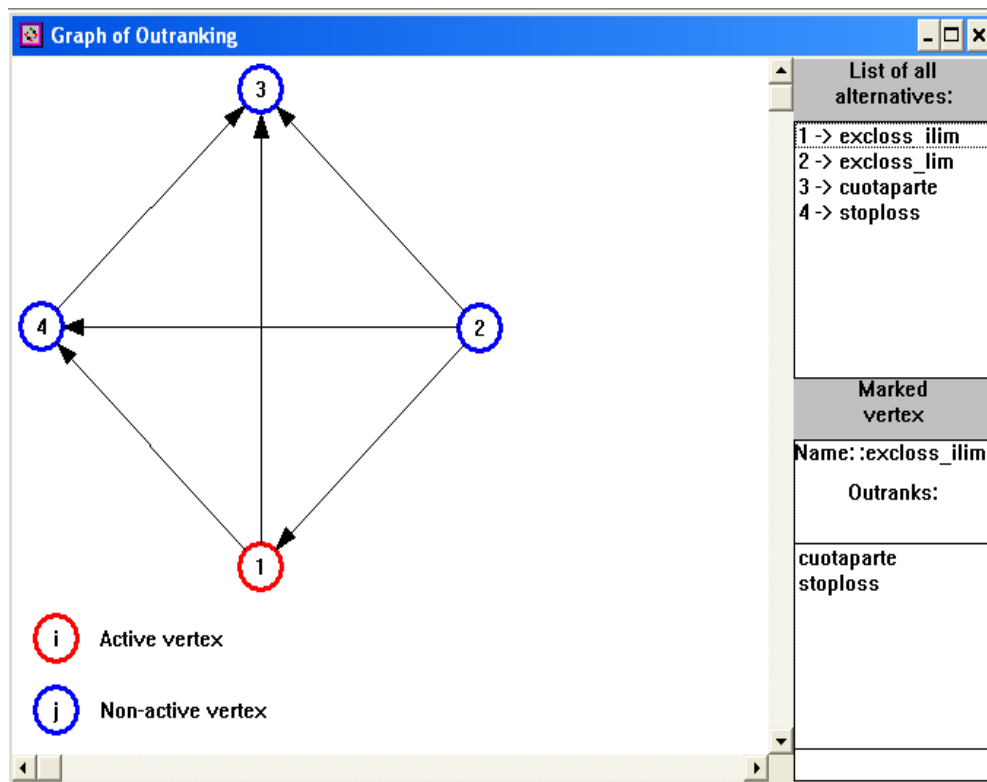 Graph of Outranking
3
4
2
1
i Active vertex
j Non-active vertex
List of all
alternatives:
1 -> excloss_ilim
2 -> excloss_lim
3 -> cuotaparte
4 -> stoploss
Marked
vertex
Name: :excloss_ilim
Outranks:
cuotaparte
stoploss